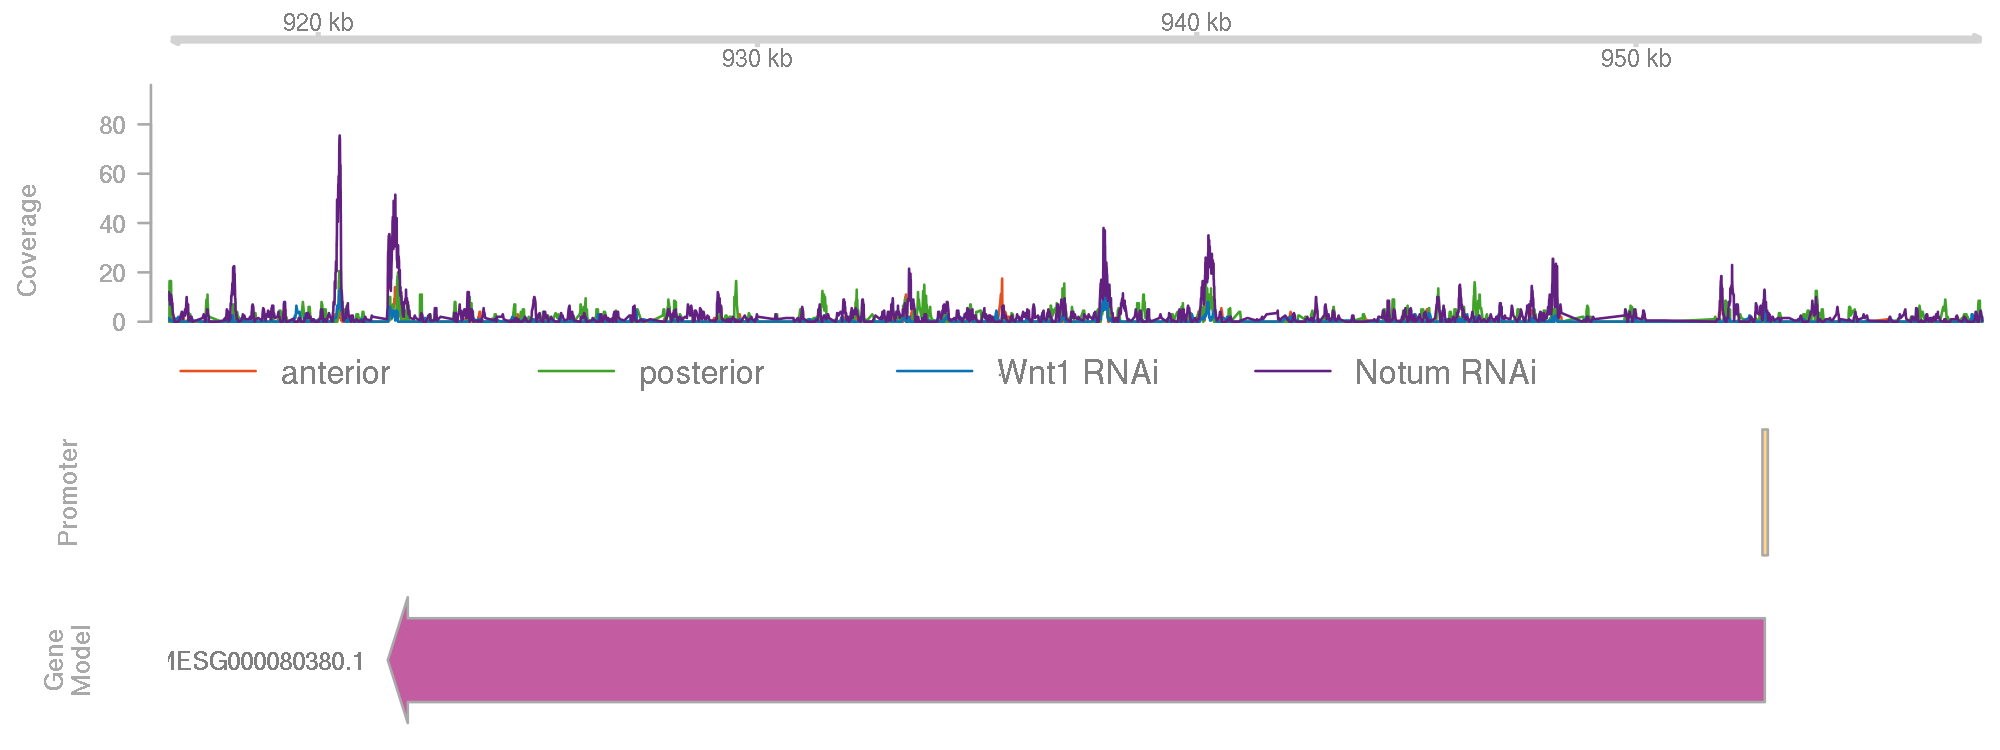 920 kb
940 kb
930 kb
950 kb
Coverage
80
60
40
20
0
anterior
posterior
Wnt1 RNAi
Notum RNAi
Promoter
Gene
Model
MESG000080380.1